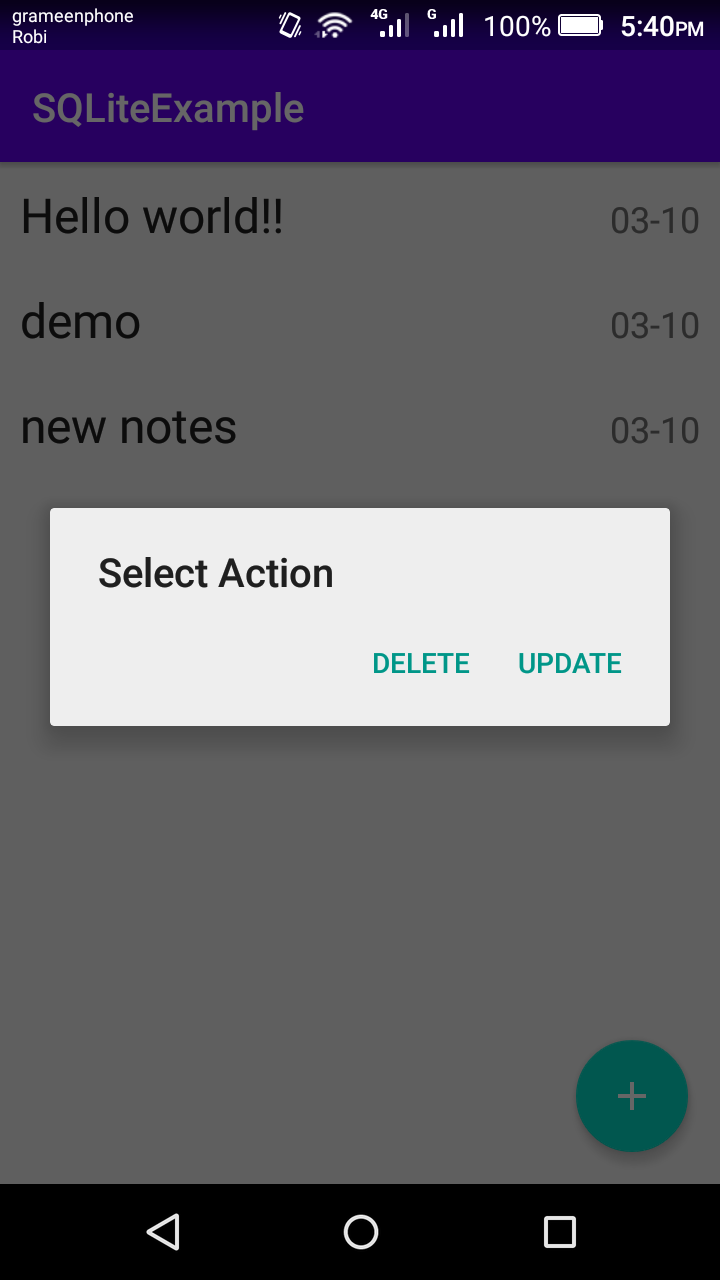 grameenphone
Robi
4G
G
100%
5:40PM
SQLiteExample
Hello world!! 03-10
demo 03-10
new notes 03-10
Select Action
DELETE UPDATE